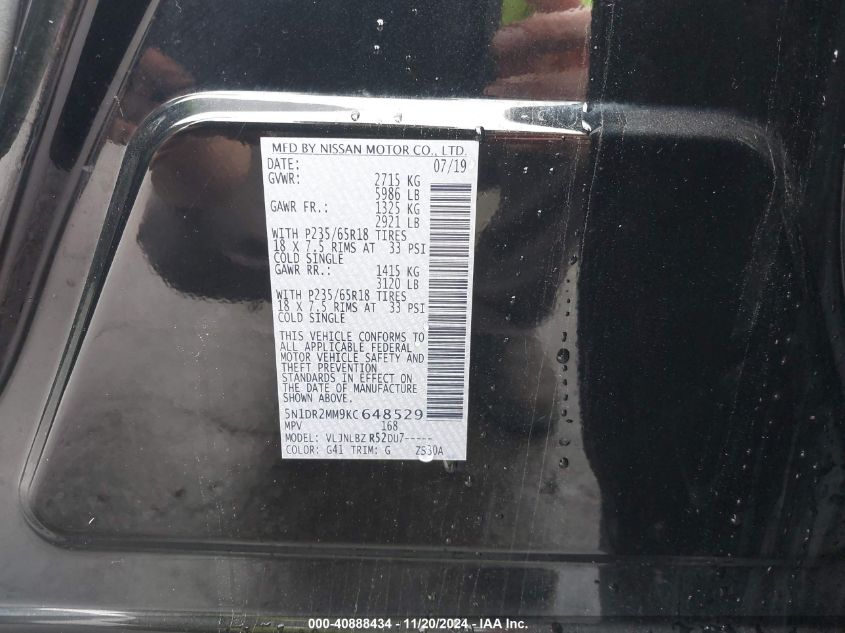 MFD BY NISSAN MOTOR CO., LTD.
DATE: 07/19
GVWR: 2715 KG
5986 LB
GAWR FR.: 1325 KG
2921 LB
WITH P235/65R18 TIRES
18 X 7.5 RIMS AT 33 PSI
COLD SINGLE
GAWR RR.: 1415 KG
3120 LB
WITH P235/65R18 TIRES
18 X 7.5 RIMS AT 33 PSI
COLD SINGLE
THIS VEHICLE CONFORMS TO
ALL APPLICABLE FEDERAL
MOTOR VEHICLE SAFETY AND
THEFT PREVENTION
STANDARDS IN EFFECT ON
THE DATE OF MANUFACTURE
SHOWN ABOVE.
5N1DR2MM9KC648529
MPV 168
MODEL: VLJNLBZ R52DU7-----
COLOR: G41 TRIM: G
000-40888434 - 11/20/2024 - IAA Inc.